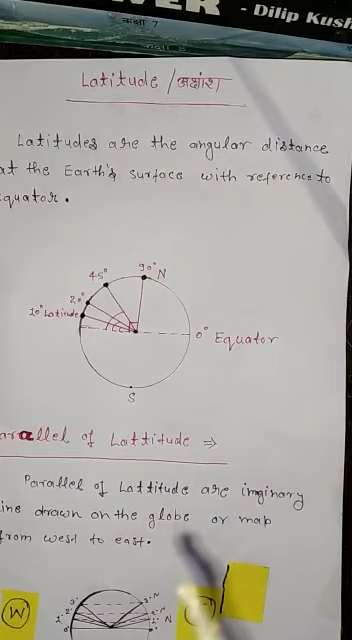 कक्षा 7
- Dilip Kush
Latitude / अक्षांश
Latitudes are the angular distance
at the Earth's surface with reference to
quator.
90° N
45°
20°
10° Latitude
0° Equator
S
arallel of Lattitude ⇒
Parallel of Lattitude are imginary
ine drawn on the globe or map
from west to east.
W
N